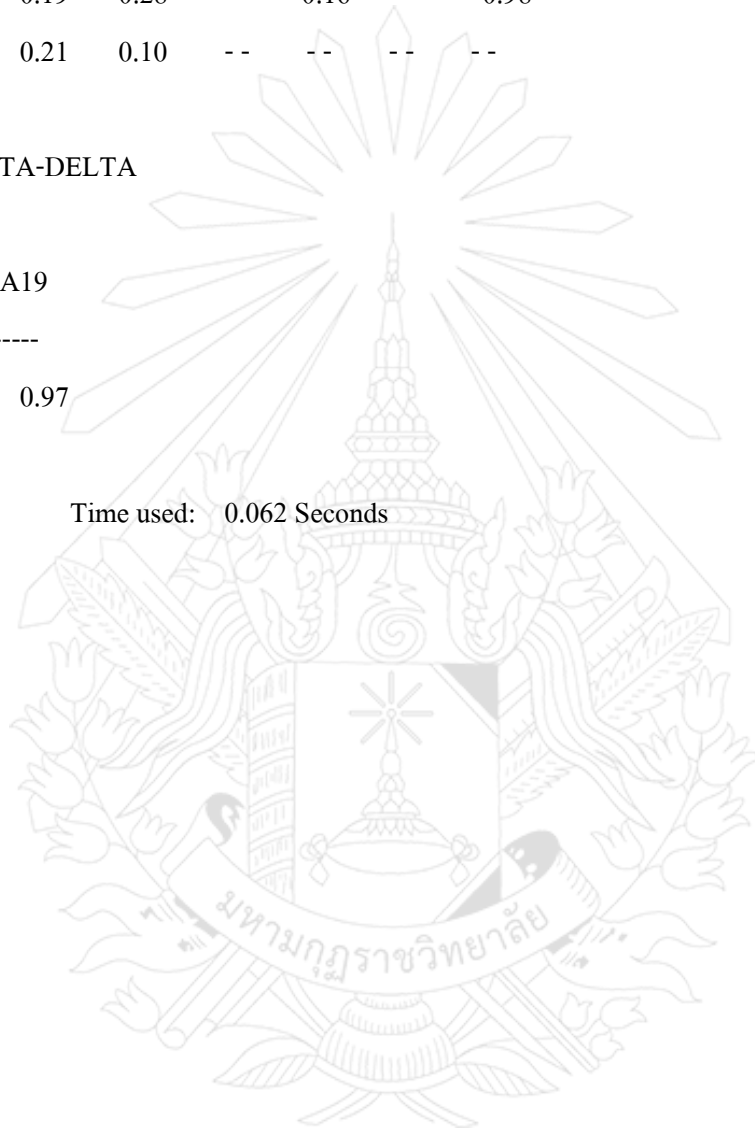 0.21 0.10 - - - - - - - -
TA-DELTA
A19
-----
0.97
Time used: 0.062 Seconds
มหามกุฏราชวิทยาลัย